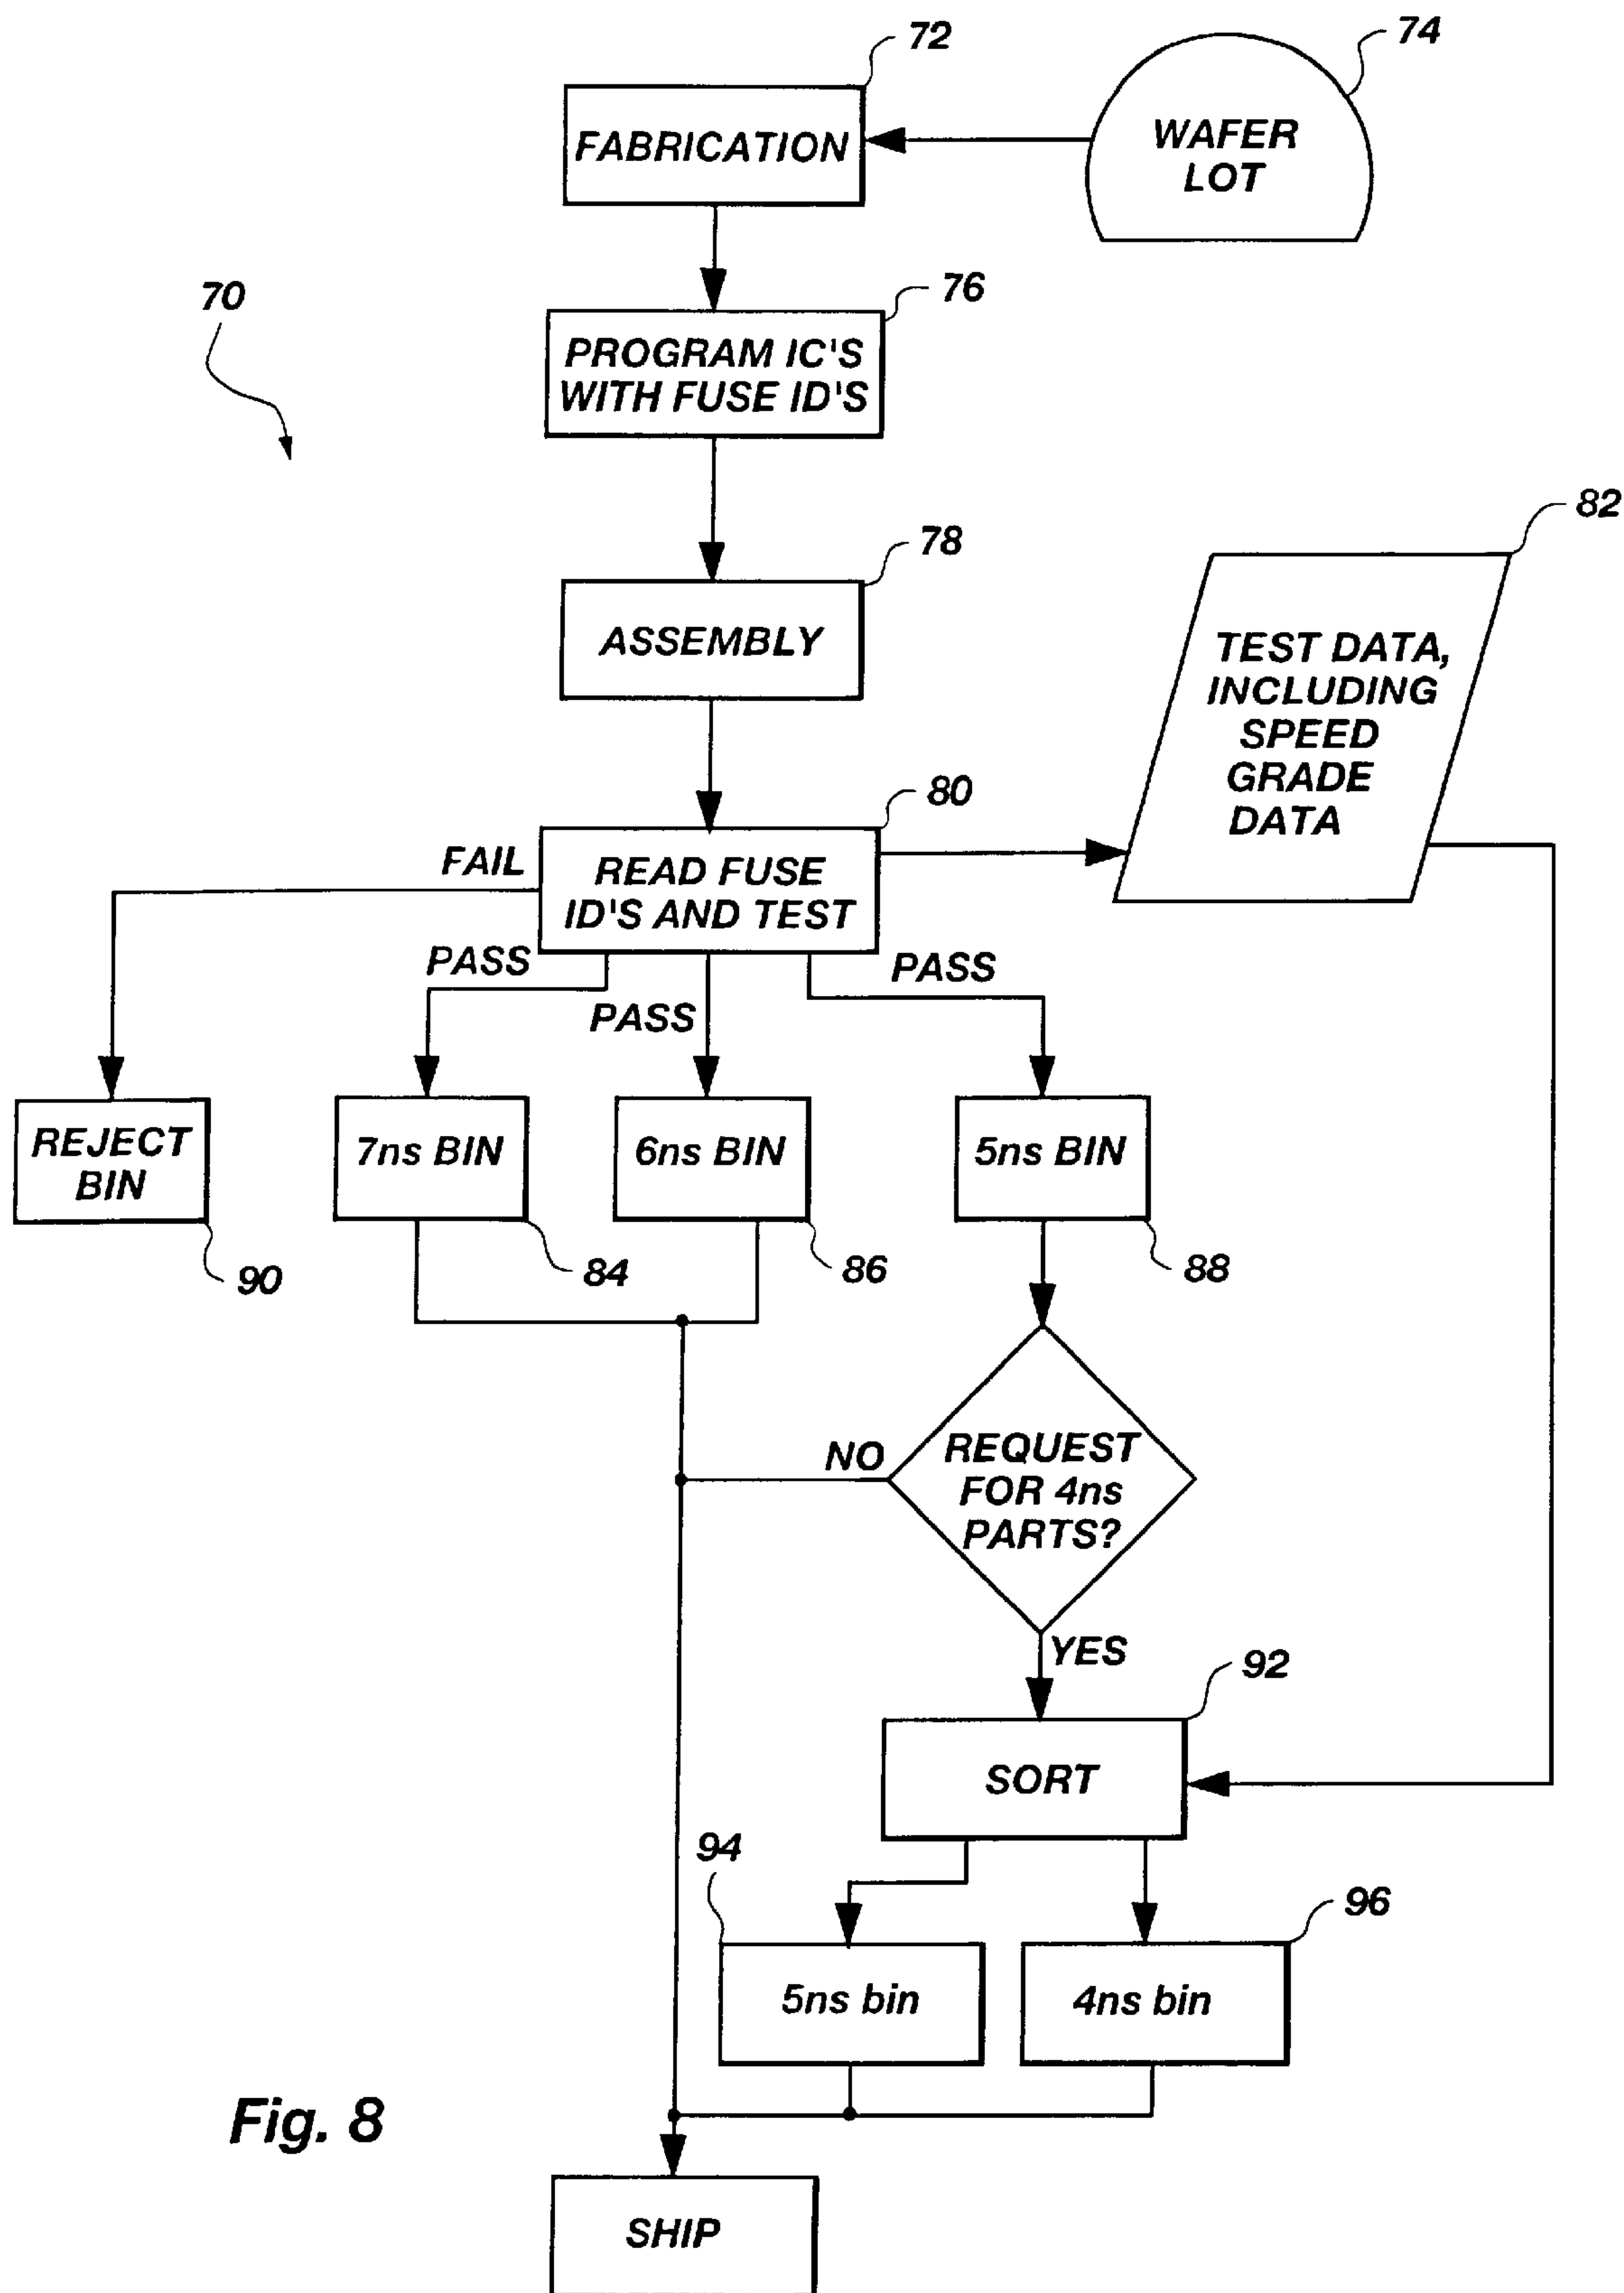 72
74
FABRICATION
WAFER
LOT
70
76
PROGRAM IC'S
WITH FUSE ID'S
78
82
ASSEMBLY
TEST DATA,
INCLUDING
SPEED
GRADE
DATA
80
FAIL
READ FUSE
ID'S AND TEST
PASS
PASS
PASS
REJECT
BIN
7ns BIN
6ns BIN
5ns BIN
90
84
86
88
NO
REQUEST
FOR 4ns
PARTS?
YES
92
SORT
94
96
5ns bin
4ns bin
Fig. 8
SHIP